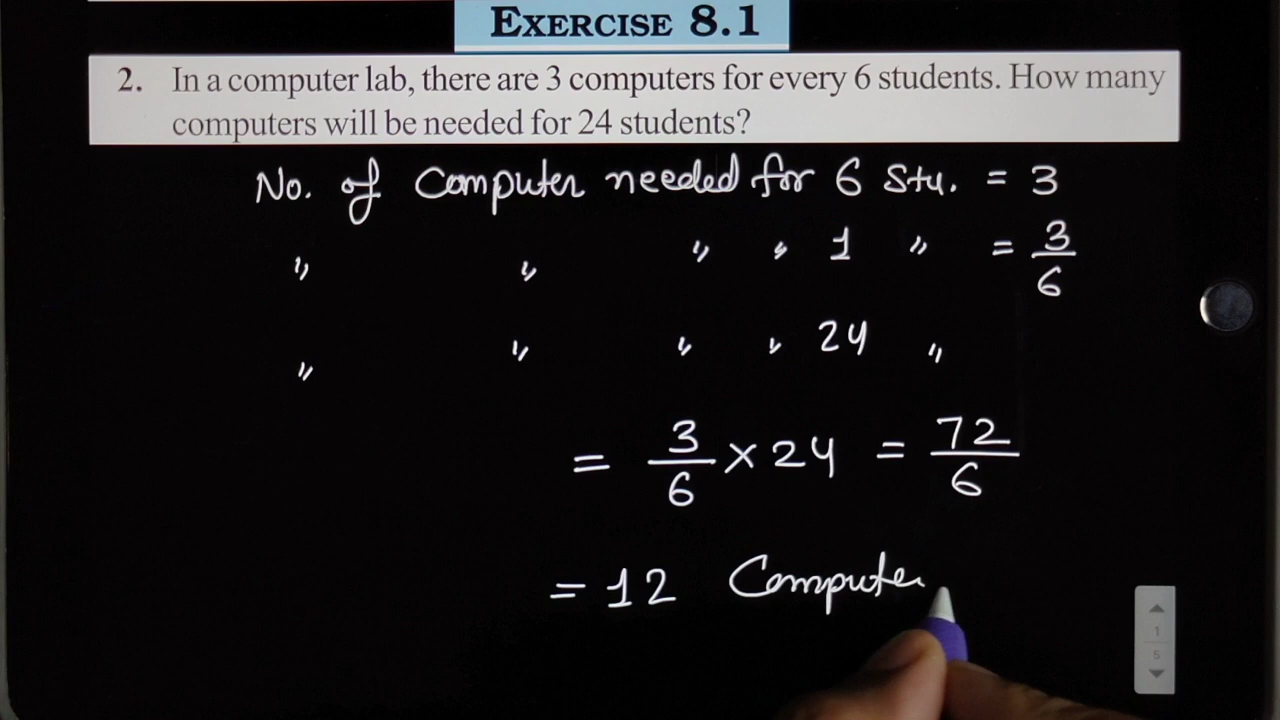 EXERCISE 8.1
2. In a computer lab, there are 3 computers for every 6 students. How many
computers will be needed for 24 students?
No. of Computer needed for 6 Stu. = 3
" " " " 1 " = 3/6
" " " " 24 "
= 3/6 × 24 = 72/6
= 12 Computer
1
5